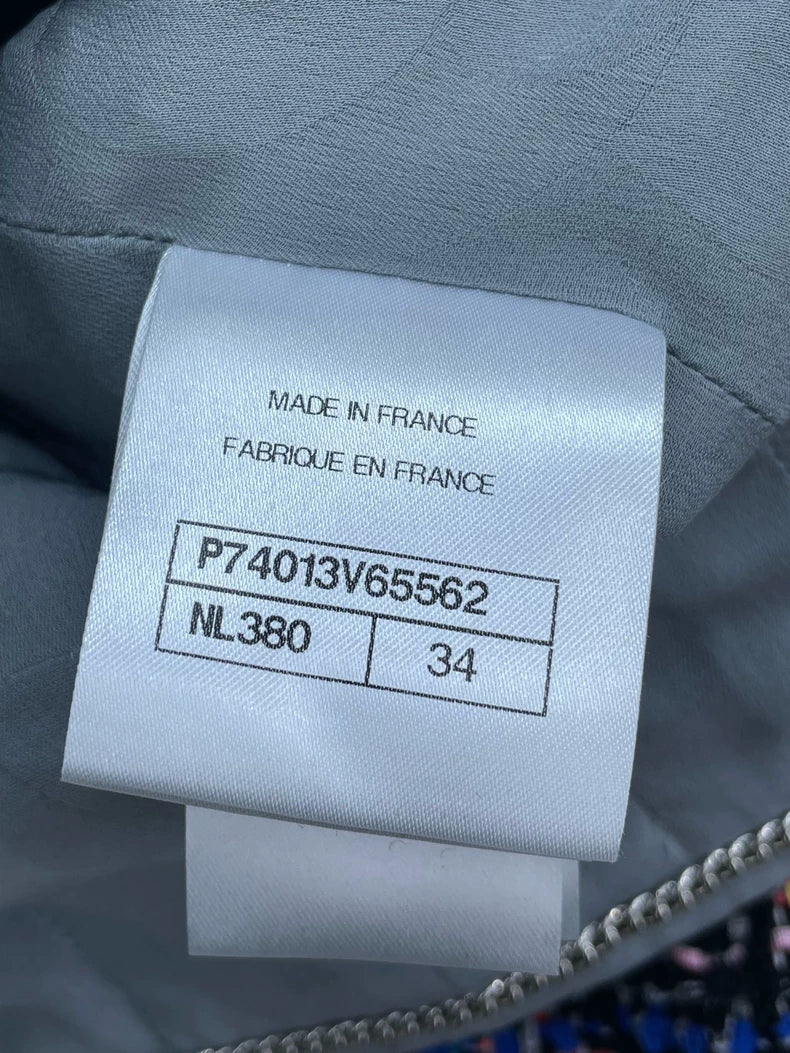 MADE IN FRANCE
FABRIQUE EN FRANCE
P74013V65562
NL380 34